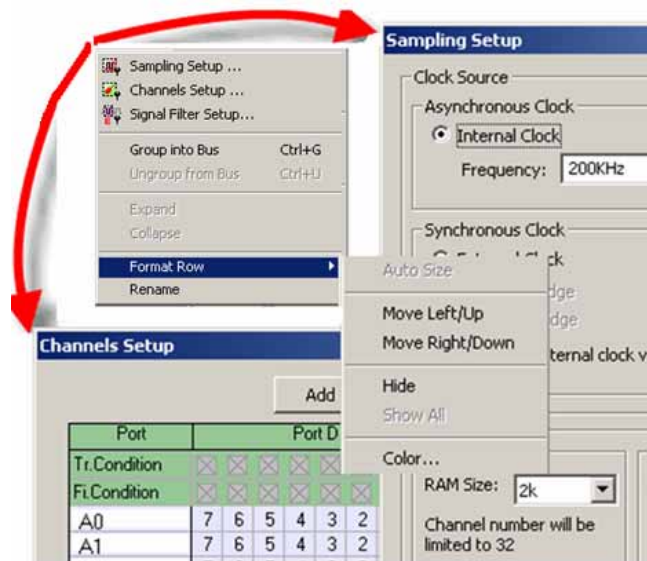 Sampling Setup ...
Channels Setup ...
Signal Filter Setup...
Group into Bus Ctrl+G
Ungroup from Bus Ctrl+U
Expand
Collapse
Format Row
Rename
Auto Size
Move Left/Up
Move Right/Down
Hide
Show All
Color...
Sampling Setup
Clock Source
Asynchronous Clock
Internal Clock
Frequency: 200KHz
Synchronous Clock
dge
dge
ternal clock v
RAM Size: 2k
Channel number will be
limited to 32
Channels Setup
Add
Port Port D
Tr.Condition
Fi.Condition
A0 7 6 5 4 3 2
A1 7 6 5 4 3 2